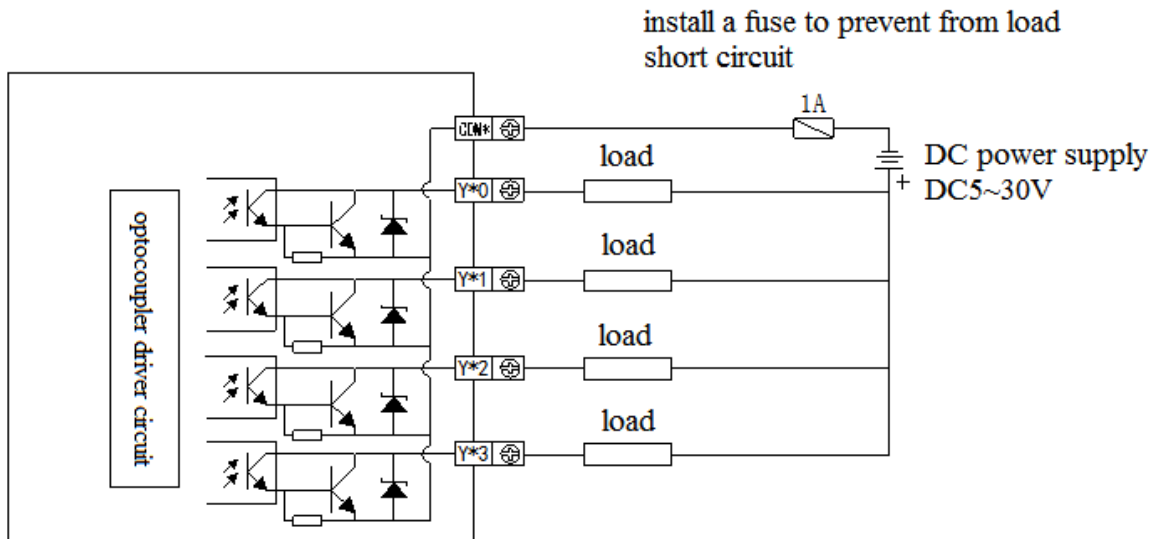 install a fuse to prevent from load
short circuit
1A
COM*
load
DC power supply
DC5~30V
+
Y*0
load
Y*1
optocoupler driver circuit
load
Y*2
load
Y*3